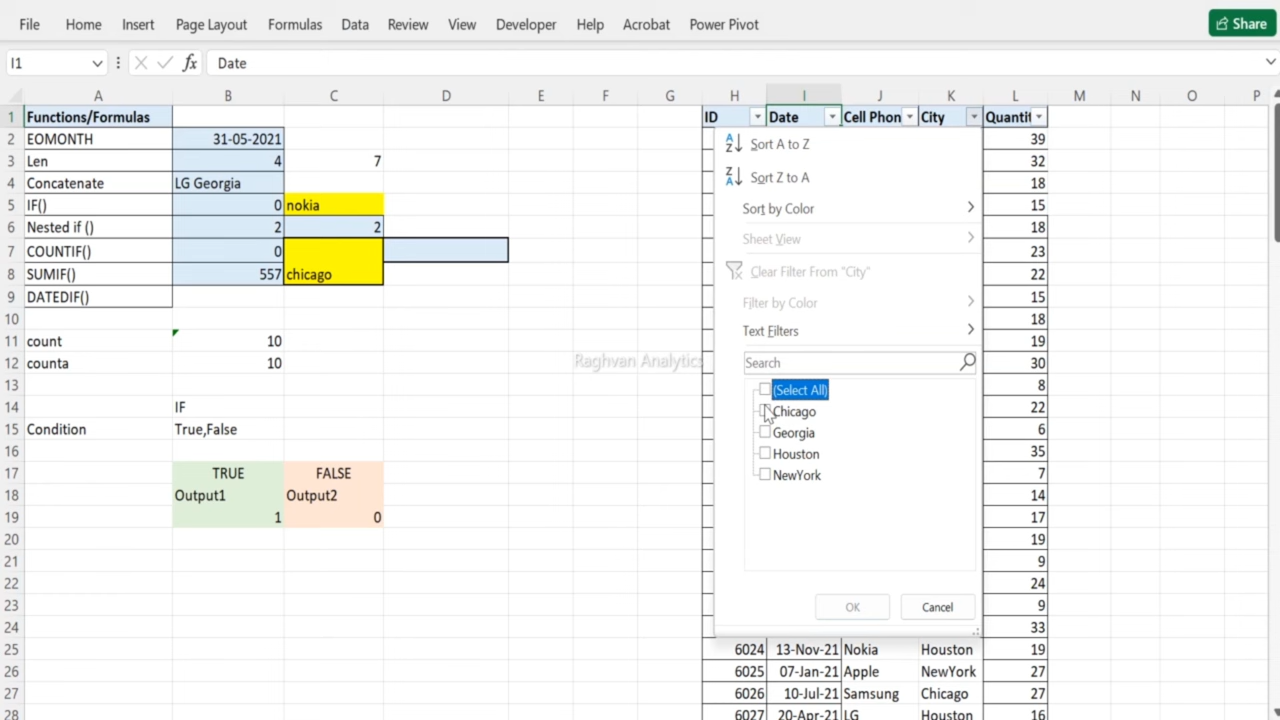 File Home Insert Page Layout Formulas Data Review View Developer Help Acrobat Power Pivot Share
I1 fx Date
A B C D E F G H I J K L M N O P
1 Functions/Formulas ID Date Cell Phon City Quantit
2 EOMONTH 31-05-2021 39
3 Len 4 7 32
4 Concatenate LG Georgia 18
5 IF() 0 nokia 15
6 Nested if () 2 2 18
7 COUNTIF() 0 23
8 SUMIF() 557 chicago 22
9 DATEDIF() 15
10 18
11 count 10 19
12 counta 10 30
13 8
14 IF 22
15 Condition True,False 6
16 35
17 TRUE FALSE 7
18 Output1 Output2 14
19 1 0 17
20 19
21 9
22 24
23 9
24 33
25 6024 13-Nov-21 Nokia Houston 19
26 6025 07-Jan-21 Apple NewYork 27
27 6026 10-Jul-21 Samsung Chicago 27
28 6027 20-Apr-21 LG Houston 16
Sort A to Z
Sort Z to A
Sort by Color
Sheet View
Clear Filter From "City"
Filter by Color
Text Filters
Search
(Select All)
Chicago
Georgia
Houston
NewYork
OK Cancel
Raghvan Analytics